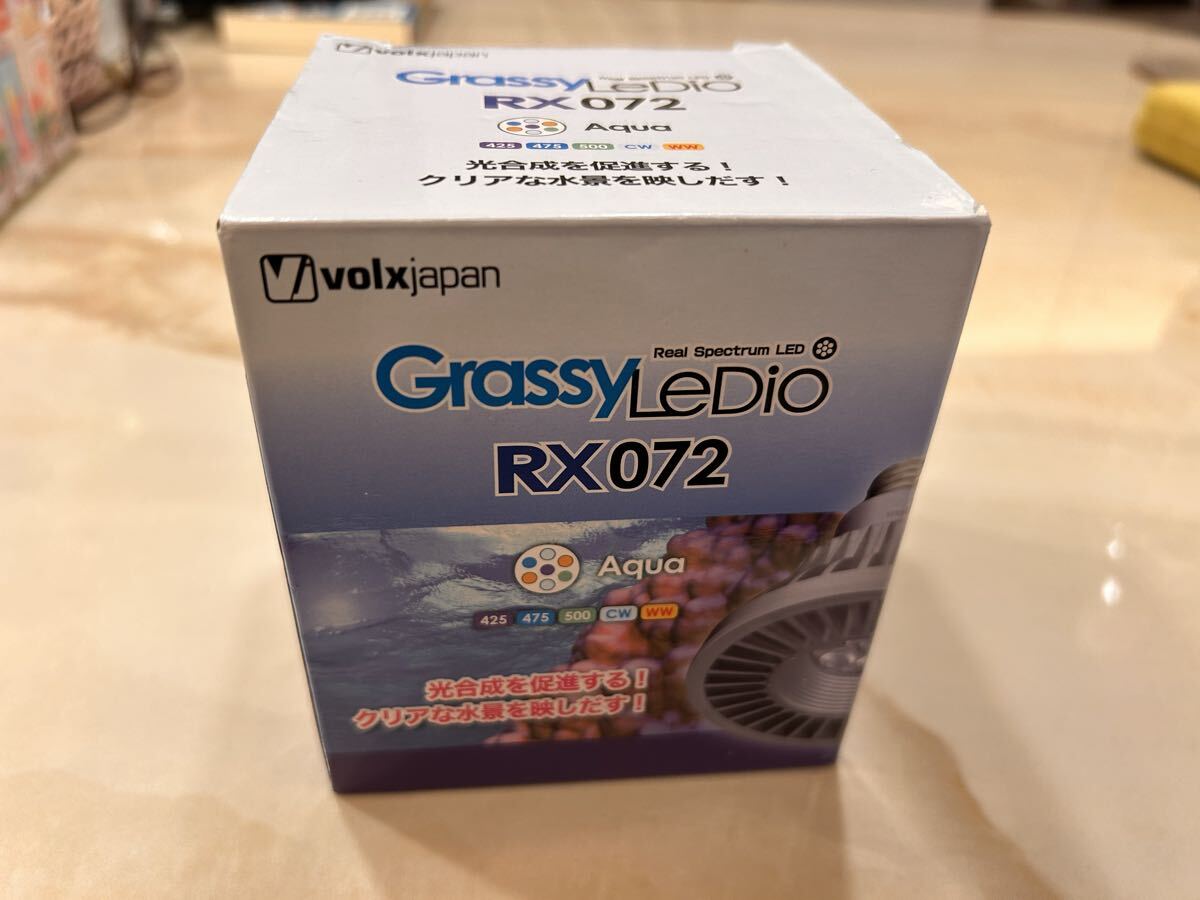 volxjapan
GrassyLeDio
Real Spectrum LED
RX072
Aqua
425 475 500 CW WW
光合成を促進する！
クリアな水景を映しだす！
volxjapan
Real Spectrum LED
GrassyLeDio
RX072
Aqua
425 475 500 CW WW
光合成を促進する！
クリアな水景を映しだす！